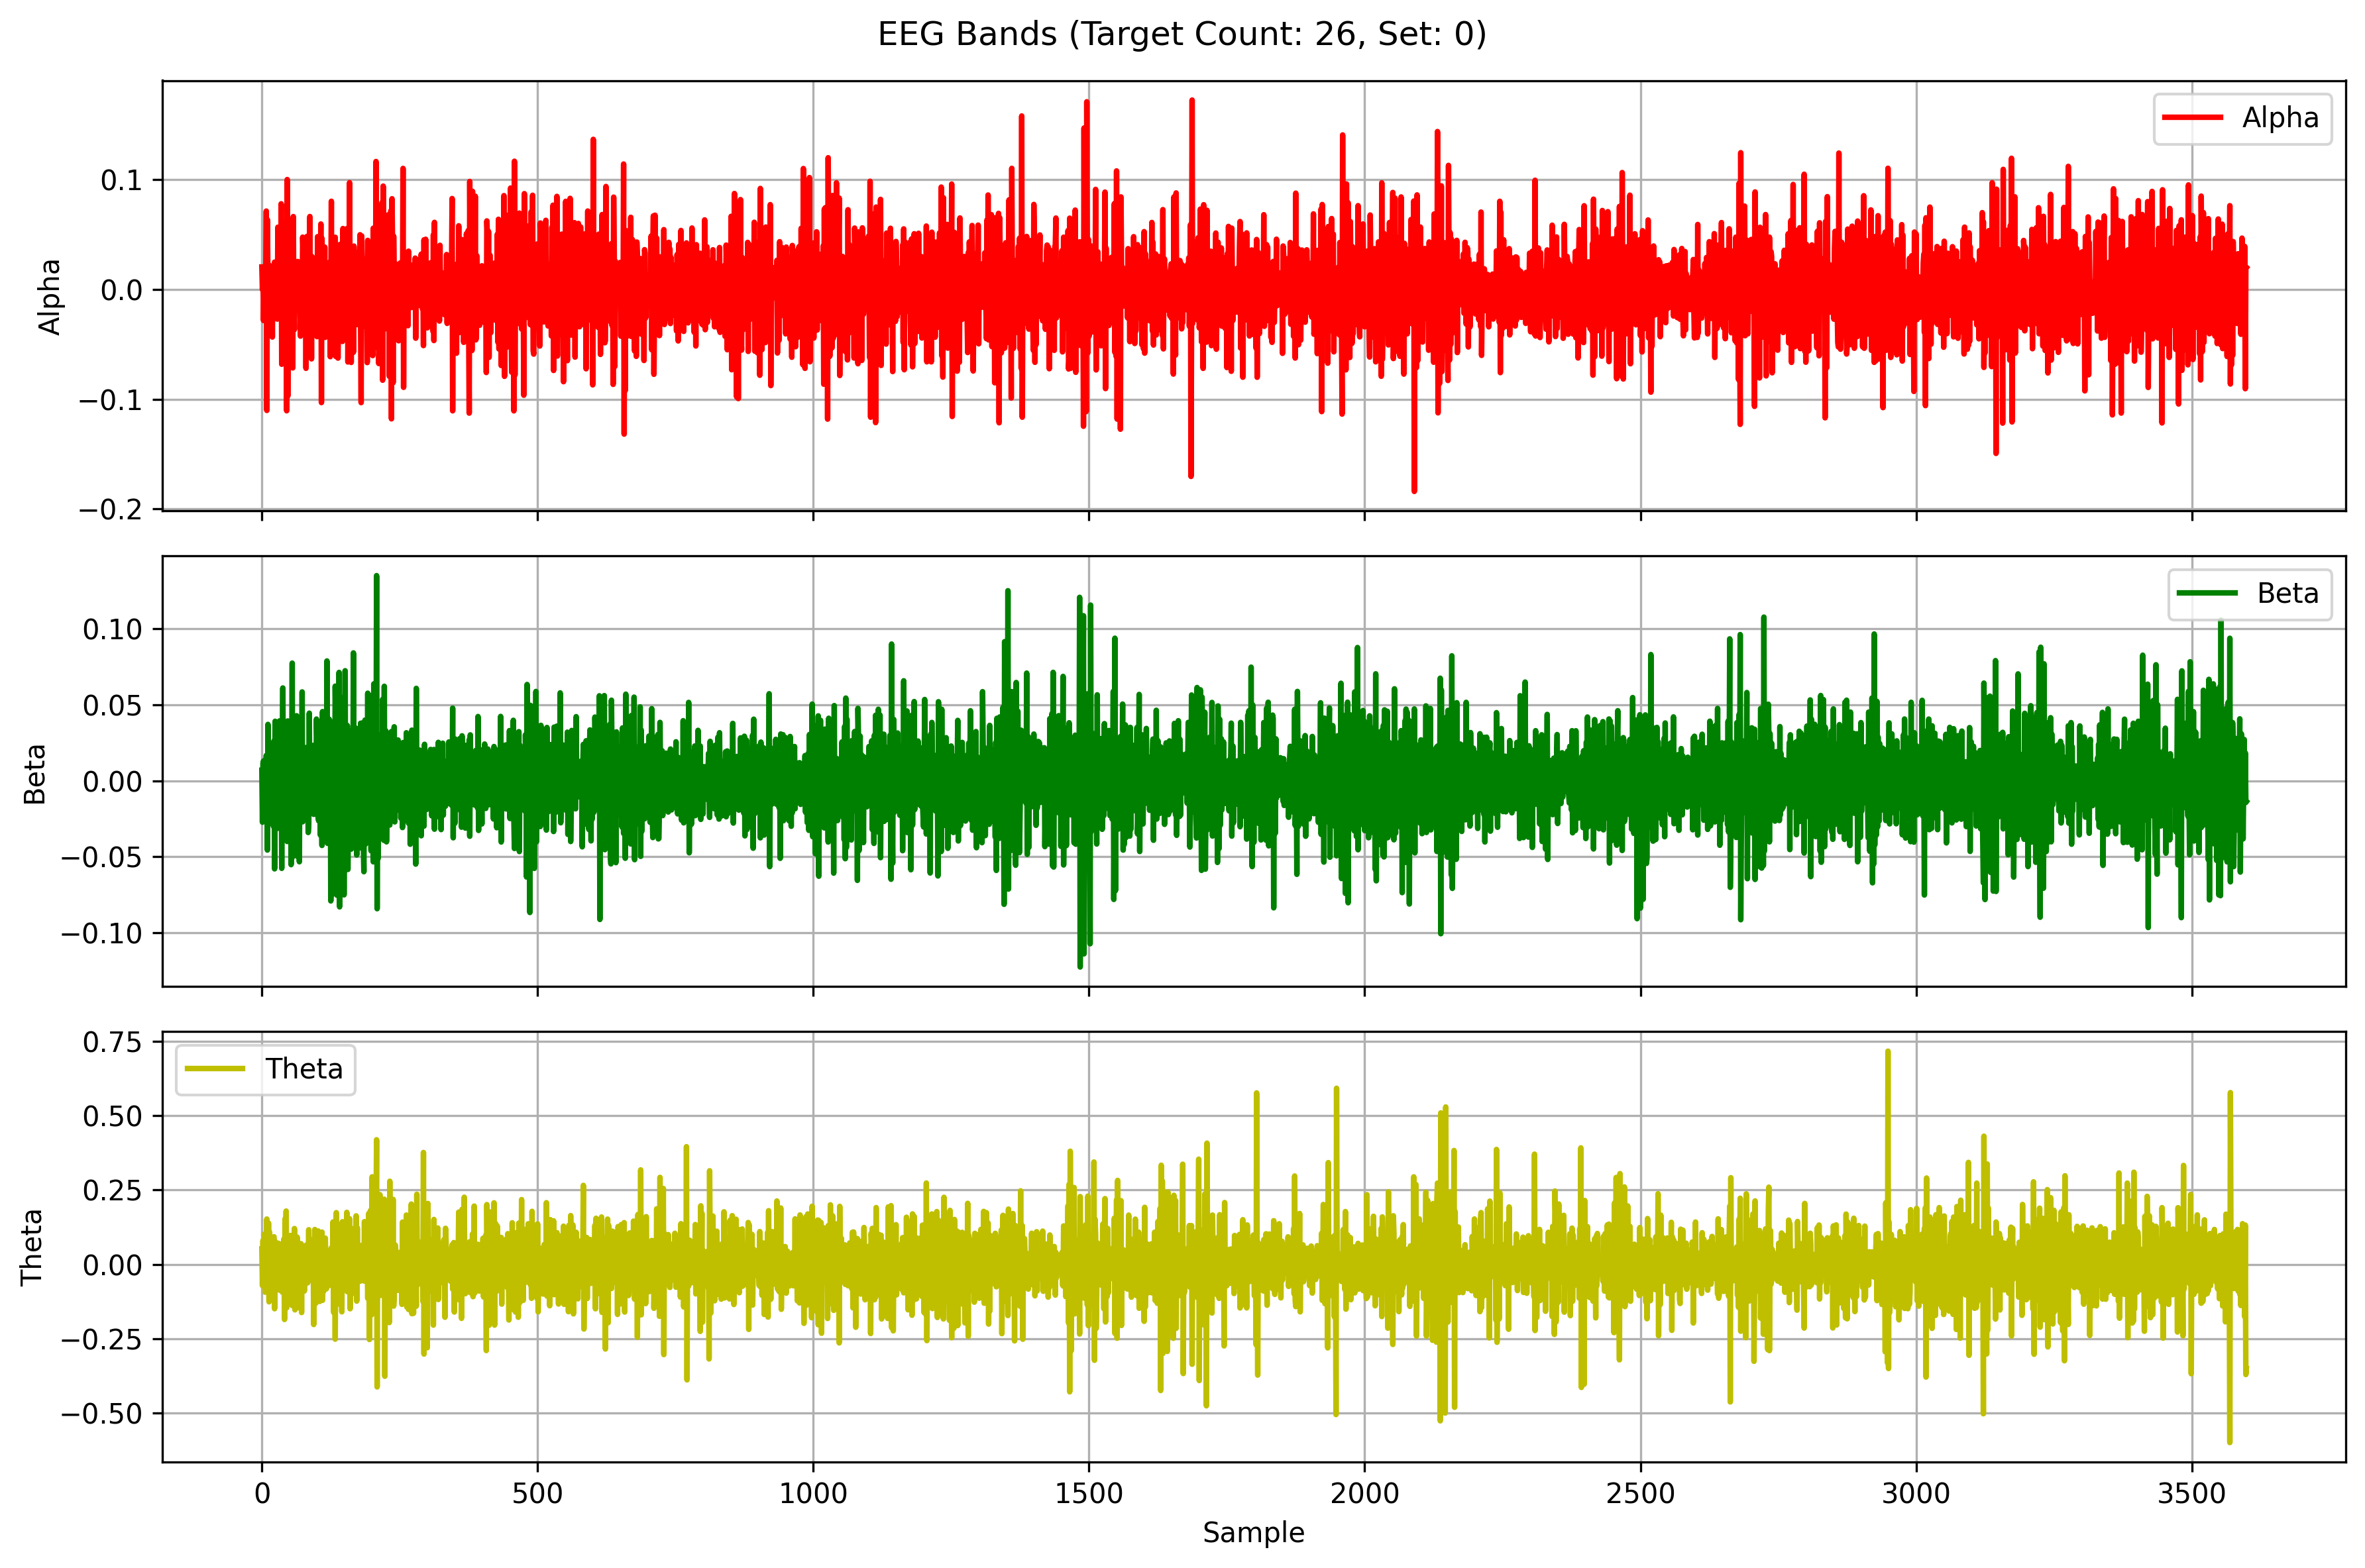 EEG Bands (Target Count: 26, Set: 0)
Alpha
0.1
0.0
−0.1
−0.2
Alpha
Beta
0.10
0.05
0.00
−0.05
−0.10
Beta
Theta
0.75
0.50
0.25
0.00
−0.25
−0.50
Theta
0 500 1000 1500 2000 2500 3000 3500
Sample